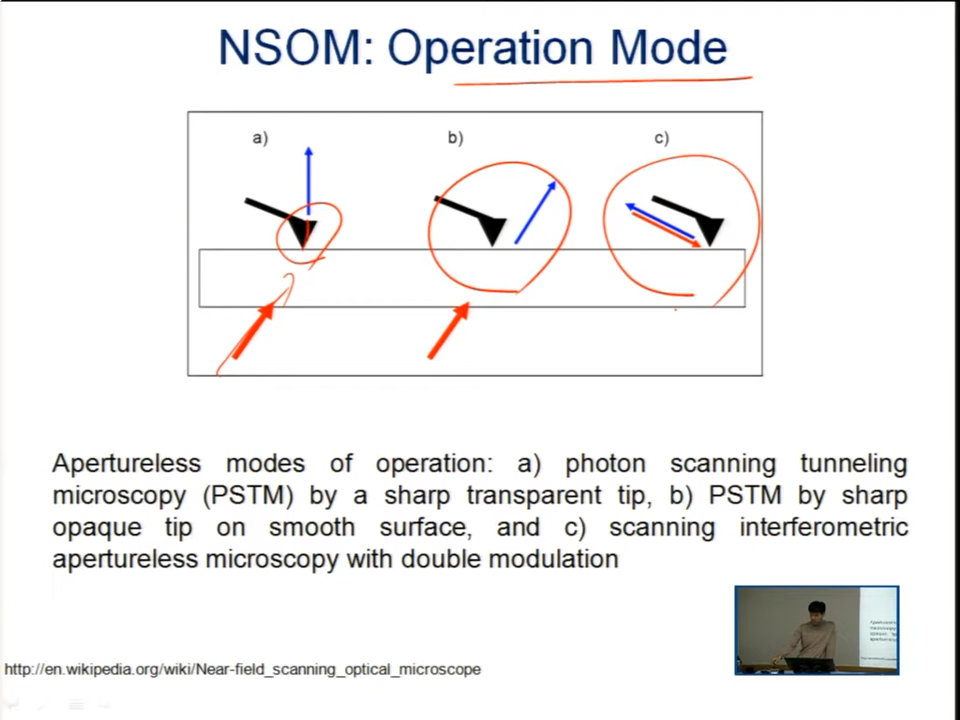 NSOM: Operation Mode
a) b) c)
Apertureless modes of operation: a) photon scanning tunneling
microscopy (PSTM) by a sharp transparent tip, b) PSTM by sharp
opaque tip on smooth surface, and c) scanning interferometric
apertureless microscopy with double modulation
http://en.wikipedia.org/wiki/Near-field_scanning_optical_microscope